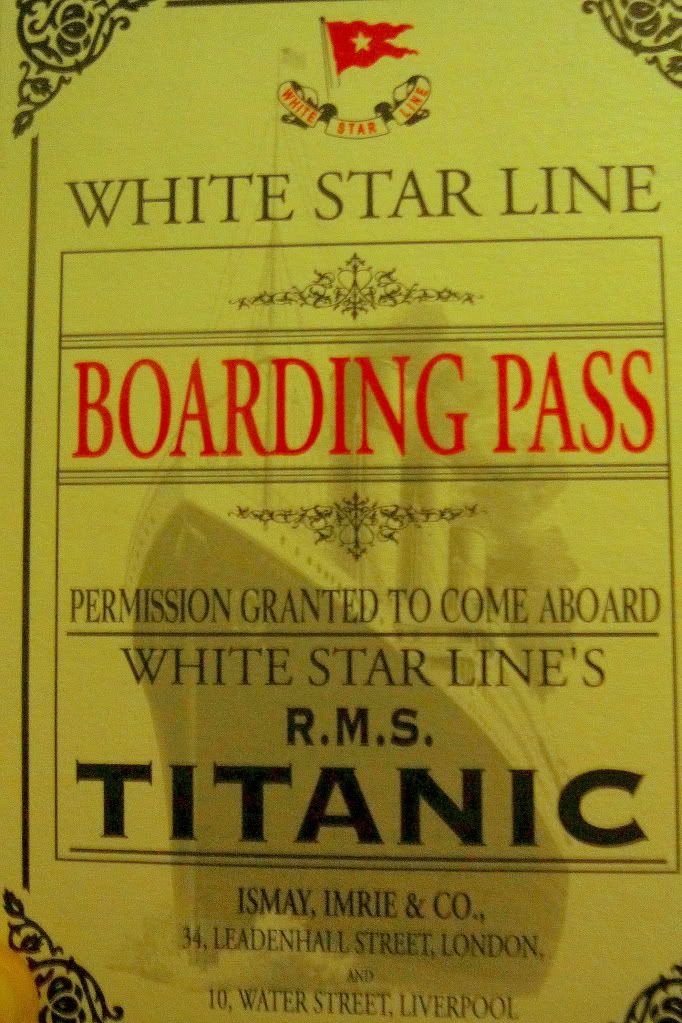 WHITE STAR LINE
WHITE STAR LINE
BOARDING PASS
PERMISSION GRANTED TO COME ABOARD
WHITE STAR LINE'S
R.M.S.
TITANIC
ISMAY, IMRIE & CO.,
34, LEADENHALL STREET, LONDON,
AND
10, WATER STREET, LIVERPOOL